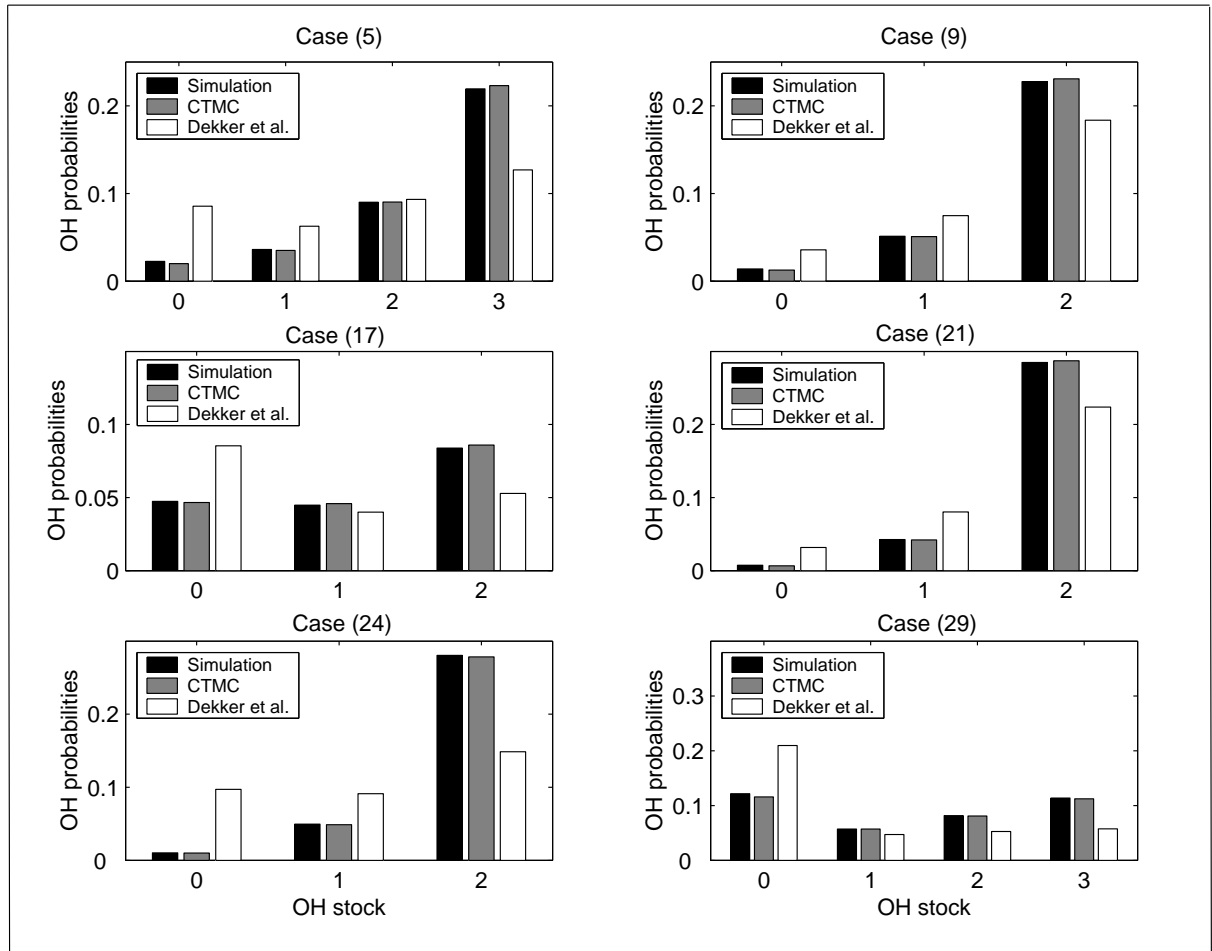 Case (5)
OH probabilities
0.2
0.1
0
Simulation
CTMC
Dekker et al.
0 1 2 3
Case (9)
OH probabilities
0.2
0.1
0
Simulation
CTMC
Dekker et al.
0 1 2
Case (17)
OH probabilities
0.1
0.05
0
Simulation
CTMC
Dekker et al.
0 1 2
Case (21)
OH probabilities
0.2
0.1
0
Simulation
CTMC
Dekker et al.
0 1 2
Case (24)
OH probabilities
0.2
0.1
0
Simulation
CTMC
Dekker et al.
0 1 2
OH stock
Case (29)
OH probabilities
0.3
0.2
0.1
0
Simulation
CTMC
Dekker et al.
0 1 2 3
OH stock